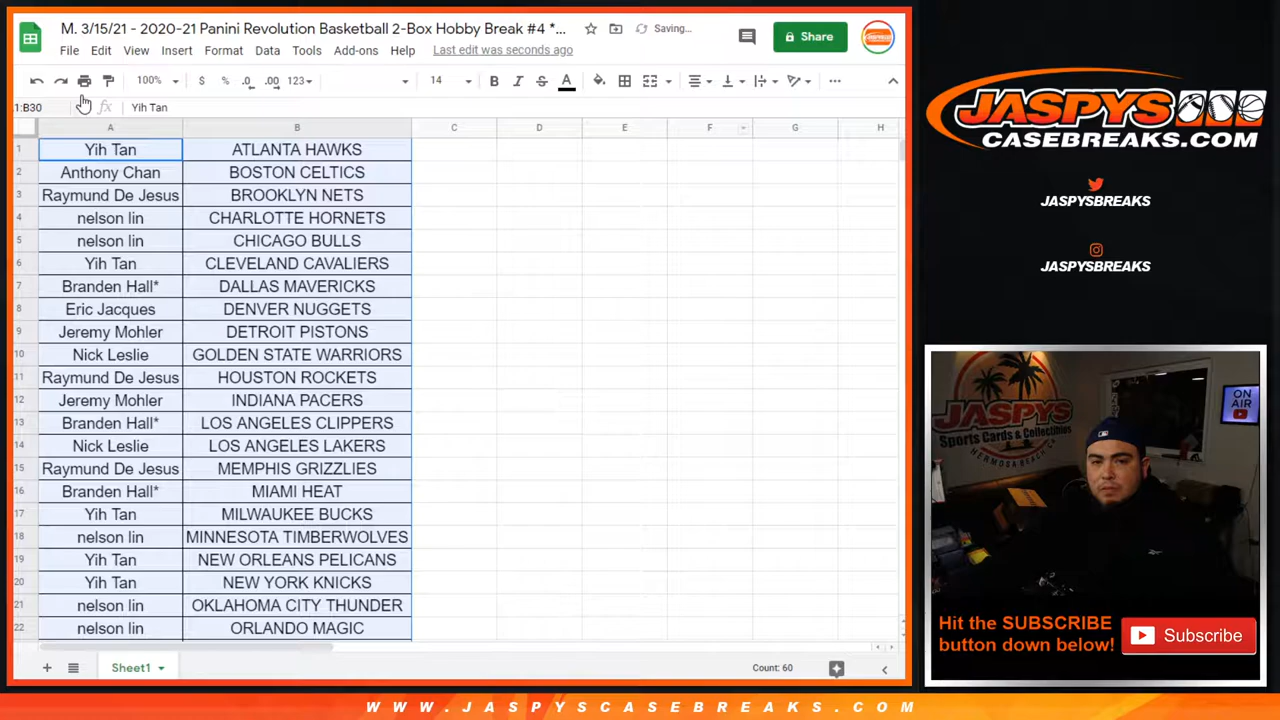 M. 3/15/21 - 2020-21 Panini Revolution Basketball 2-Box Hobby Break #4 *...
Saving...
File Edit View Insert Format Data Tools Add-ons Help Last edit was seconds ago
Share
100% $ % .0 .00 123 14 B I S A
1:B30 fx Yih Tan
A B C D E F G H
1 Yih Tan ATLANTA HAWKS
2 Anthony Chan BOSTON CELTICS
3 Raymund De Jesus BROOKLYN NETS
4 nelson lin CHARLOTTE HORNETS
5 nelson lin CHICAGO BULLS
6 Yih Tan CLEVELAND CAVALIERS
7 Branden Hall* DALLAS MAVERICKS
8 Eric Jacques DENVER NUGGETS
9 Jeremy Mohler DETROIT PISTONS
10 Nick Leslie GOLDEN STATE WARRIORS
11 Raymund De Jesus HOUSTON ROCKETS
12 Jeremy Mohler INDIANA PACERS
13 Branden Hall* LOS ANGELES CLIPPERS
14 Nick Leslie LOS ANGELES LAKERS
15 Raymund De Jesus MEMPHIS GRIZZLIES
16 Branden Hall* MIAMI HEAT
17 Yih Tan MILWAUKEE BUCKS
18 nelson lin MINNESOTA TIMBERWOLVES
19 Yih Tan NEW ORLEANS PELICANS
20 Yih Tan NEW YORK KNICKS
21 nelson lin OKLAHOMA CITY THUNDER
22 nelson lin ORLANDO MAGIC
Sheet1
Count: 60
JASPYS
CASEBREAKS.COM
JASPYSBREAKS
JASPYSBREAKS
JASPYS
Sports Cards & Collectibles
HERMOSA BEACH
ON
AIR
Hit the SUBSCRIBE
button down below!
Subscribe
WWW.JASPYSCASEBREAKS.COM